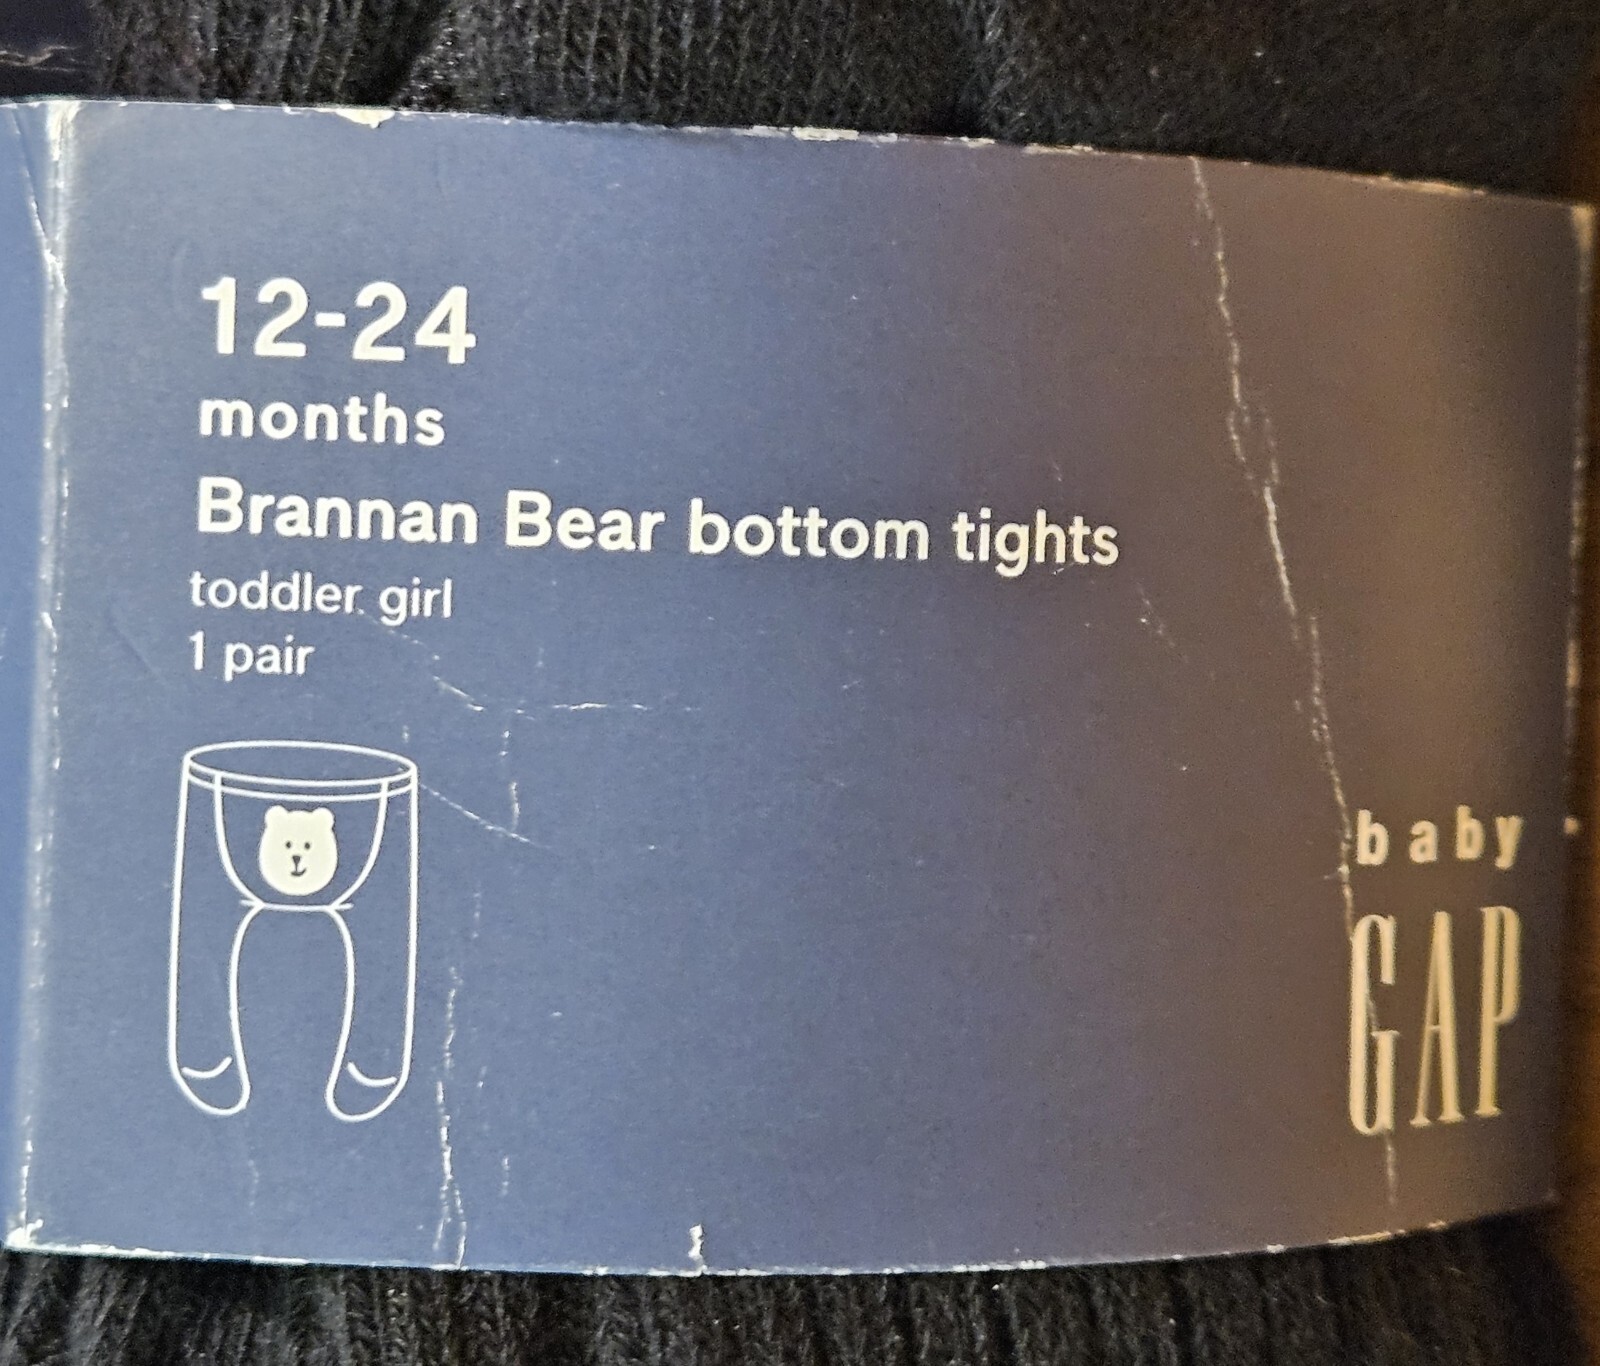 12-24
months
Brannan Bear bottom tights
toddler girl
1 pair
baby
GAP